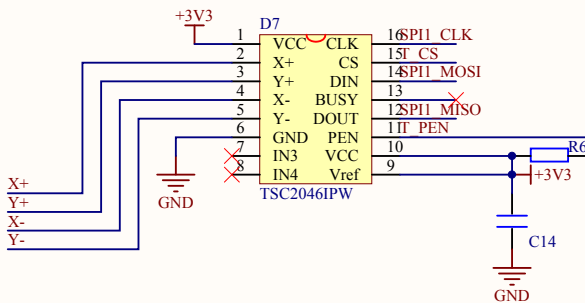 +3V3
D7
1 VCC CLK 16 SPI1_CLK
2 X+ CS 15 T_CS
3 Y+ DIN 14 SPI1_MOSI
4 X- BUSY 13
5 Y- DOUT 12 SPI1_MISO
6 GND PEN 11 T_PEN
7 IN3 VCC 10
8 IN4 Vref 9
R6
+3V3
TSC2046IPW
X+
Y+
X-
Y-
GND
C14
GND